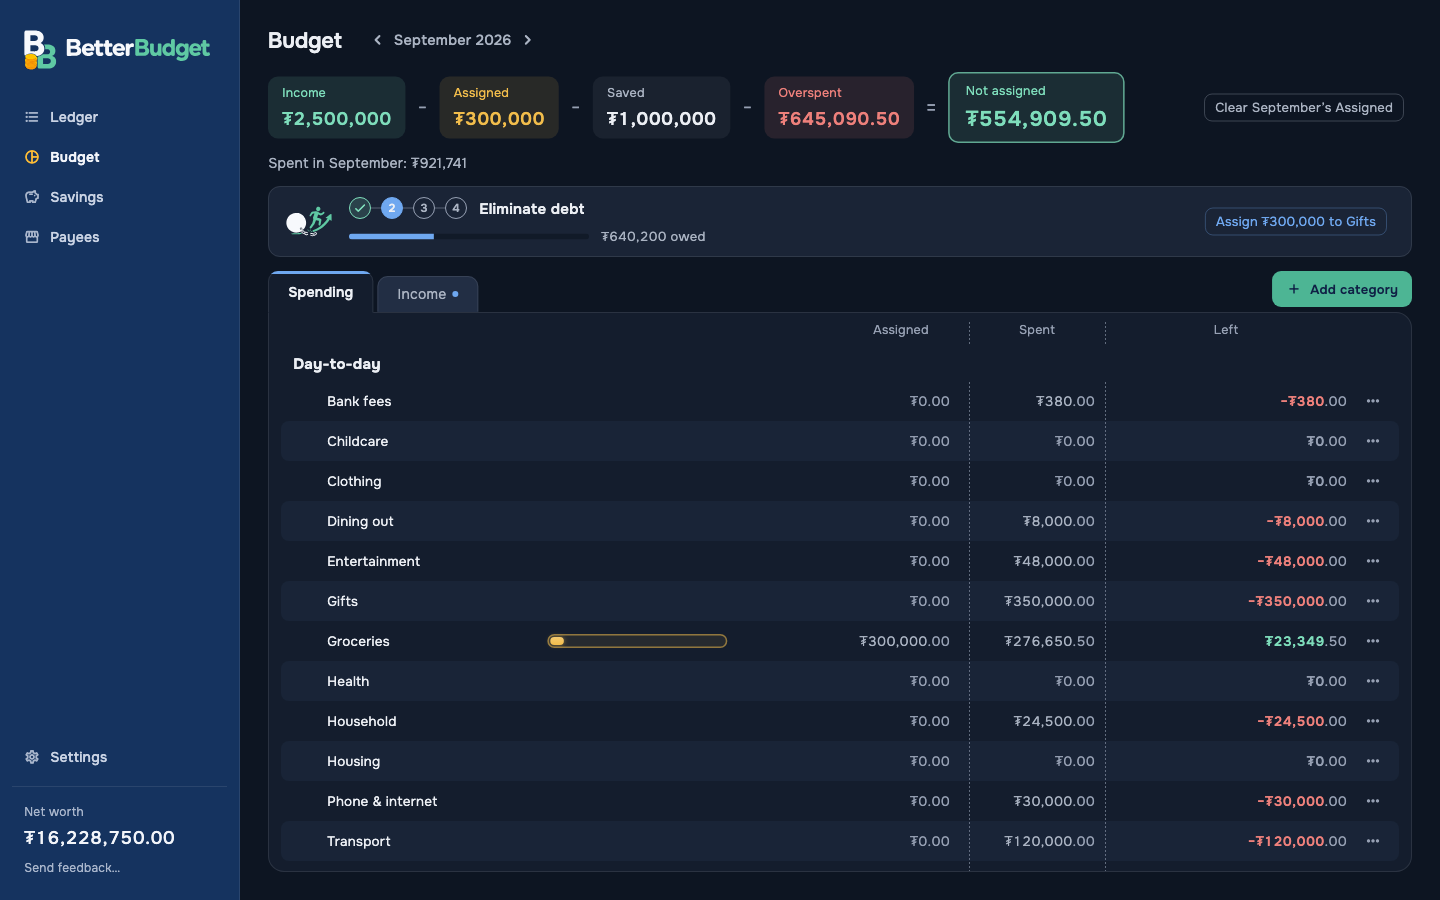 BetterBudget
Ledger
Budget
Savings
Payees
Settings
Net worth
₮16,228,750.00
Send feedback...
Budget
September 2026
Income
₮2,500,000
-
Assigned
₮300,000
-
Saved
₮1,000,000
-
Overspent
₮645,090.50
=
Not assigned
₮554,909.50
Clear September's Assigned
Spent in September: ₮921,741
2 3 4 Eliminate debt
₮640,200 owed
Assign ₮300,000 to Gifts
Spending
Income
+ Add category
Assigned Spent Left
Day-to-day
Bank fees ₮0.00 ₮380.00 -₮380.00
Childcare ₮0.00 ₮0.00 ₮0.00
Clothing ₮0.00 ₮0.00 ₮0.00
Dining out ₮0.00 ₮8,000.00 -₮8,000.00
Entertainment ₮0.00 ₮48,000.00 -₮48,000.00
Gifts ₮0.00 ₮350,000.00 -₮350,000.00
Groceries ₮300,000.00 ₮276,650.50 ₮23,349.50
Health ₮0.00 ₮0.00 ₮0.00
Household ₮0.00 ₮24,500.00 -₮24,500.00
Housing ₮0.00 ₮0.00 ₮0.00
Phone & internet ₮0.00 ₮30,000.00 -₮30,000.00
Transport ₮0.00 ₮120,000.00 -₮120,000.00